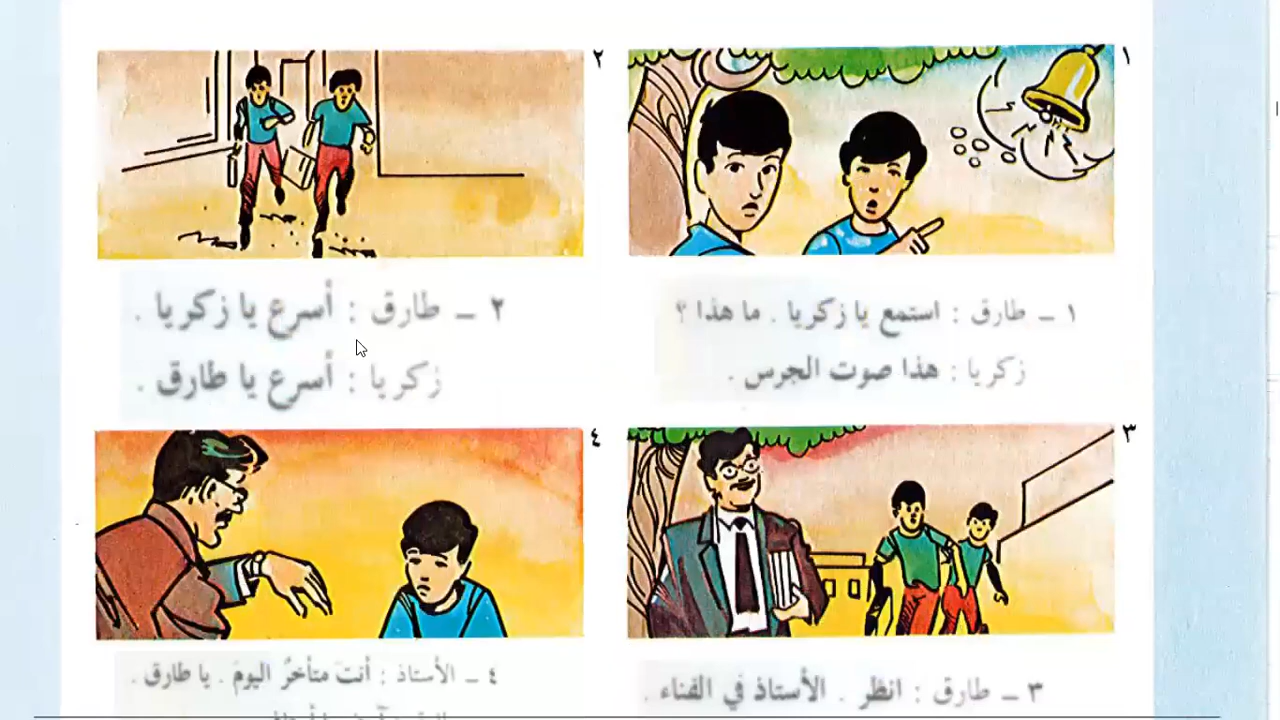 ١
١ ـ طارق : استمع يا زكريا . ما هذا ؟
زكريا : هذا صوت الجرس .
٢
٢ ـ طارق : أسرع يا زكريا .
زكريا : أسرع يا طارق .
٣
٣ ـ طارق : انظر . الأستاذ في الفناء .
٤
٤ ـ الأستاذ : أنتَ متأخرٌ اليومَ . يا طارق .